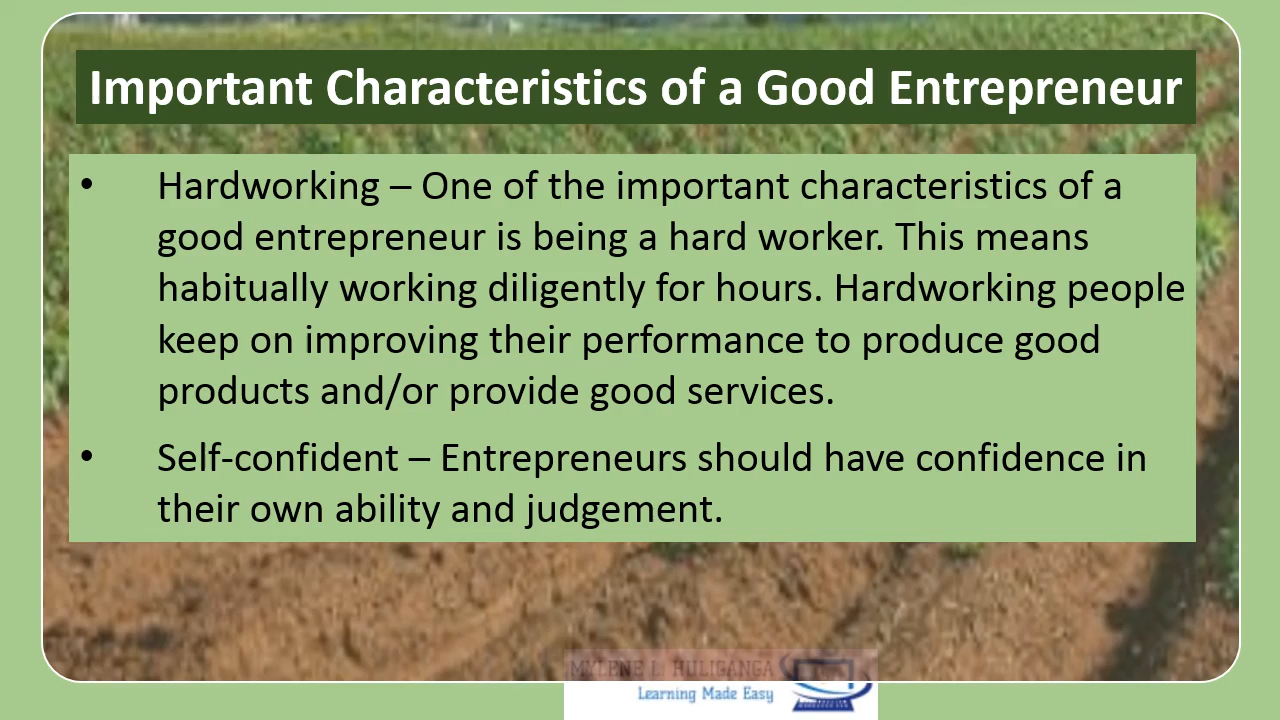 Important Characteristics of a Good Entrepreneur
• Hardworking – One of the important characteristics of a
good entrepreneur is being a hard worker. This means
habitually working diligently for hours. Hardworking people
keep on improving their performance to produce good
products and/or provide good services.
• Self-confident – Entrepreneurs should have confidence in
their own ability and judgement.
MYLENE L. HULIGANGA
Learning Made Easy